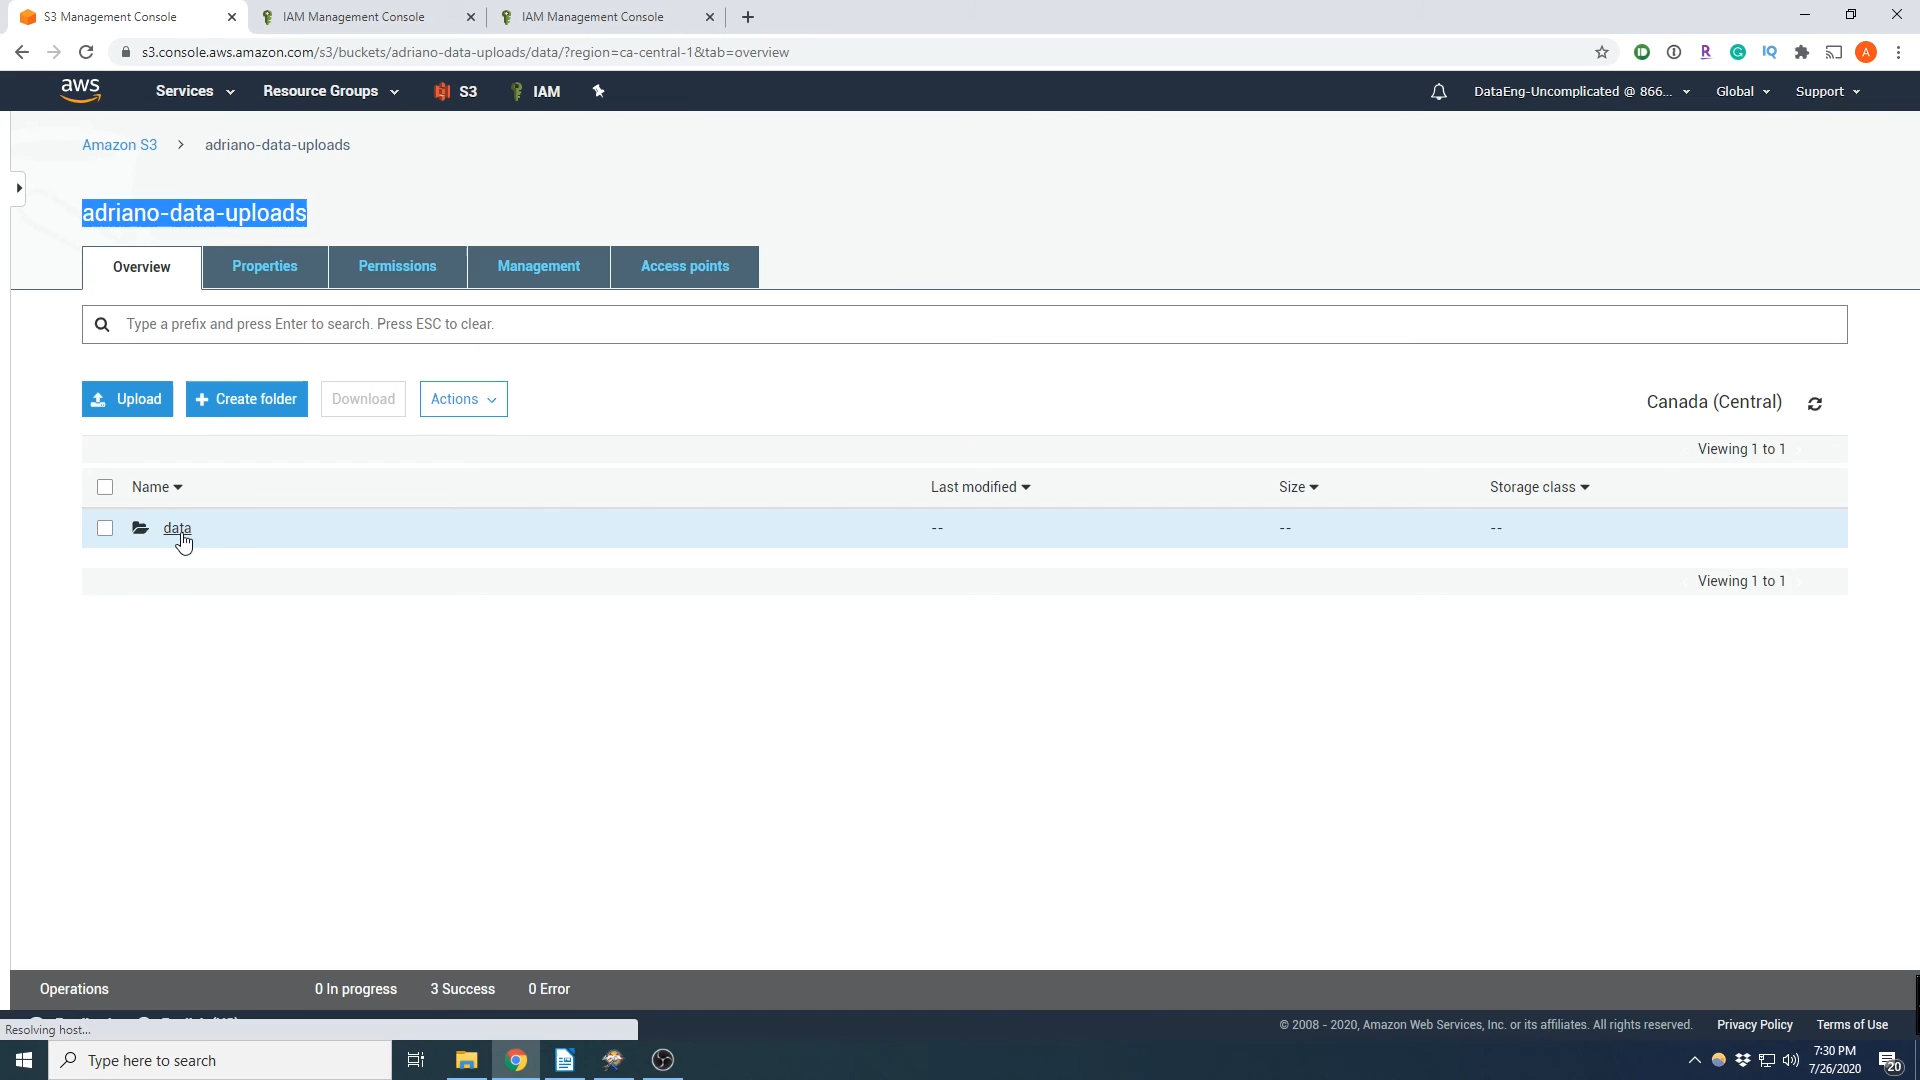 S3 Management Console
IAM Management Console
IAM Management Console
s3.console.aws.amazon.com/s3/buckets/adriano-data-uploads/data/?region=ca-central-1&tab=overview
aws Services Resource Groups S3 IAM DataEng-Uncomplicated @ 866... Global Support
Amazon S3 > adriano-data-uploads
adriano-data-uploads
Overview Properties Permissions Management Access points
Type a prefix and press Enter to search. Press ESC to clear.
Upload + Create folder Download Actions Canada (Central)
Viewing 1 to 1
Name Last modified Size Storage class
data -- -- --
Viewing 1 to 1
Operations 0 In progress 3 Success 0 Error
© 2008 - 2020, Amazon Web Services, Inc. or its affiliates. All rights reserved. Privacy Policy Terms of Use
Resolving host...
Type here to search
7:30 PM
7/26/2020
20